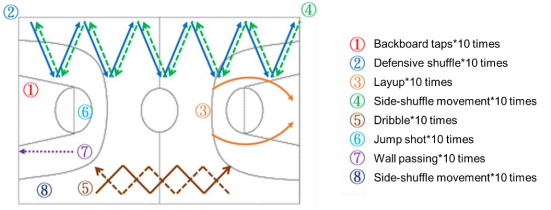 ② ④
① Backboard taps*10 times
② Defensive shuffle*10 times
① ③ Layup*10 times
⑥ ③ ④ Side-shuffle movement*10 times
⑤ Dribble*10 times
⑥ Jump shot*10 times
⑦ ⑦ Wall passing*10 times
⑧ ⑤ ⑧ Side-shuffle movement*10 times